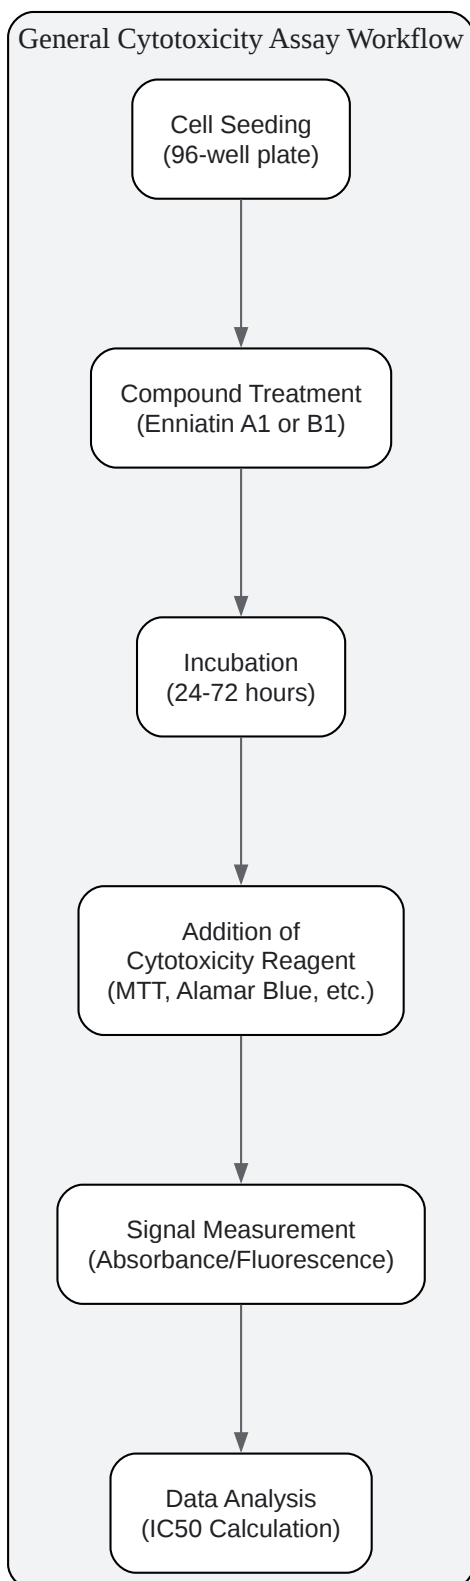 General Cytotoxicity Assay Workflow
Cell Seeding
(96-well plate)
Compound Treatment
(Enniatin A1 or B1)
Incubation
(24-72 hours)
Addition of
Cytotoxicity Reagent
(MTT, Alamar Blue, etc.)
Signal Measurement
(Absorbance/Fluorescence)
Data Analysis
(IC50 Calculation)